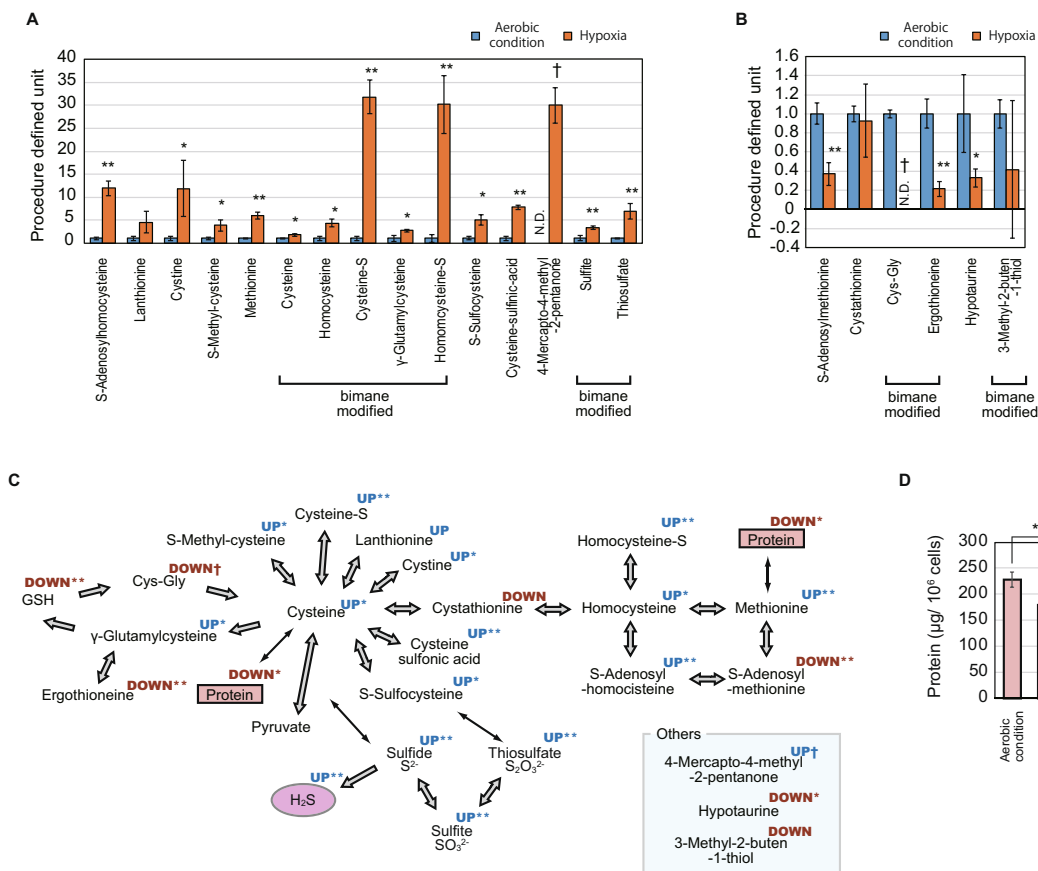 A
Aerobic
condition
Hypoxia
Procedure defined unit
40
35
30
25
20
15
10
5
0
**
*
*
**
*
*
**
*
**
*
**
N.D.
†
**
**
S-Adenosylhomocysteine
Lanthionine
Cystine
S-Methyl-cysteine
Methionine
Cysteine
Homocysteine
Cysteine-S
γ-Glutamylcysteine
Homomcysteine-S
S-Sulfocysteine
Cysteine-sulfinic-acid
4-Mercapto-4-methyl
-2-pentanone
Sulfite
Thiosulfate
bimane
modified
bimane
modified
B
Aerobic
condition
Hypoxia
Procedure defined unit
1.6
1.4
1.2
1.0
0.8
0.6
0.4
0.2
0
-0.2
-0.4
**
†
N.D.
**
*
S-Adenosylmethionine
Cystathionine
Cys-Gly
Ergothioneine
Hypotaurine
3-Methyl-2-buten
-1-thiol
bimane
modified
bimane
modified
C
UP**
Cysteine-S
UP*
S-Methyl-cysteine
UP
Lanthionine
UP*
Cystine
DOWN†
Cys-Gly
DOWN**
GSH
UP*
Cysteine
UP*
γ-Glutamylcysteine
DOWN**
Ergothioneine
DOWN*
Protein
Pyruvate
DOWN
Cystathionine
UP**
Cysteine
sulfonic acid
UP*
S-Sulfocysteine
UP**
Homocysteine-S
DOWN*
Protein
UP*
Homocysteine
UP**
Methionine
UP**
S-Adenosyl
-homocisteine
DOWN**
S-Adenosyl
-methionine
UP**
Sulfide
S2-
UP**
Thiosulfate
S2O32-
UP**
H2S
UP**
Sulfite
SO32-
Others
UP†
4-Mercapto-4-methyl
-2-pentanone
DOWN*
Hypotaurine
DOWN
3-Methyl-2-buten
-1-thiol
D
*
Protein (μg/ 106 cells)
300
250
200
150
100
50
0
Aerobic
condition